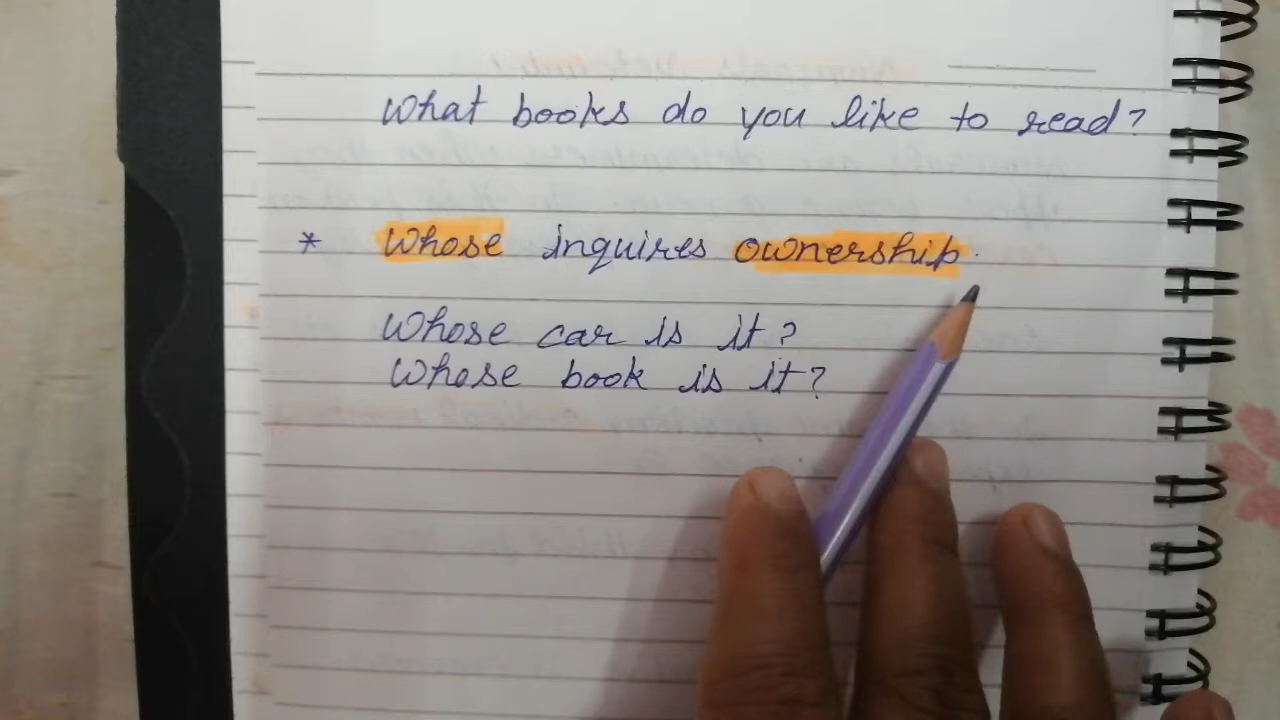 What books do you like to read?
* Whose inquires ownership.
Whose car is it?
Whose book is it?